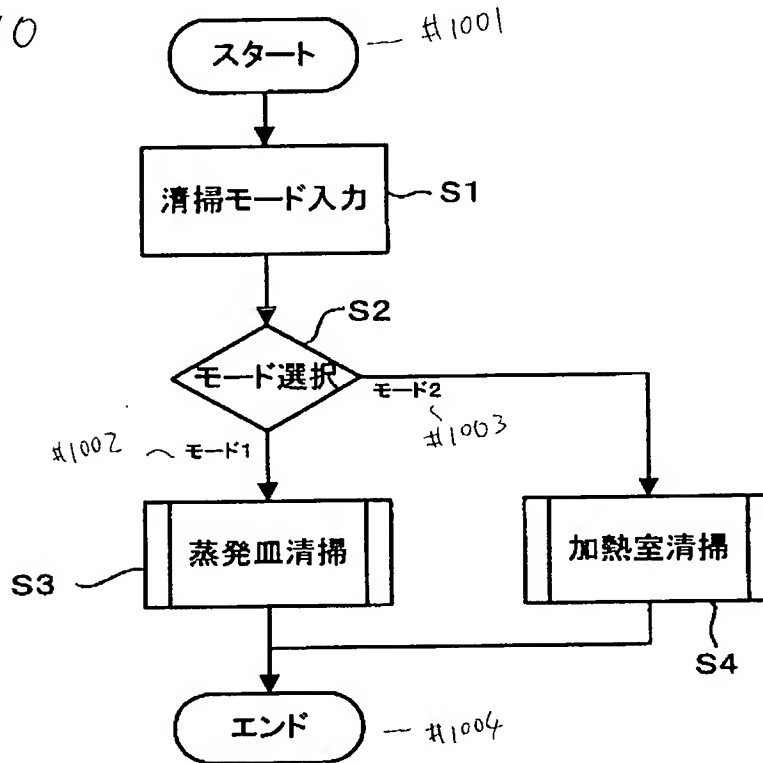 10
スタート
#1001
清掃モード入力
S1
S2
モード選択
モード2
#1003
#1002
モード1
蒸発皿清掃
S3
加熱室清掃
S4
エンド
#1004